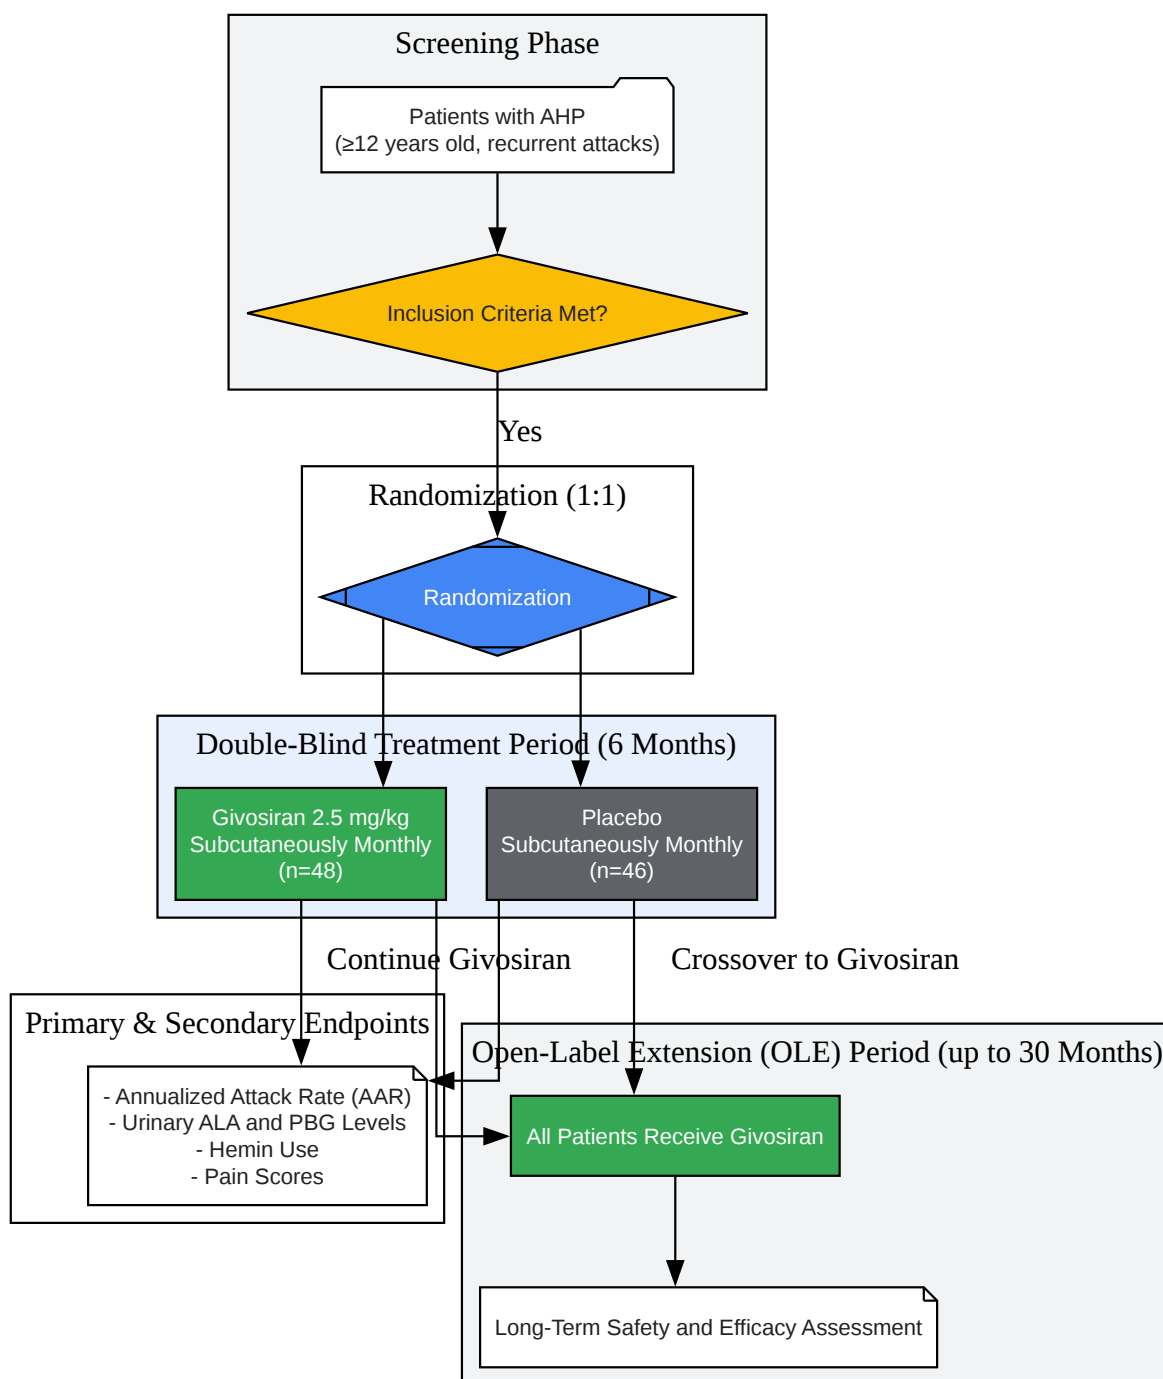 Screening Phase
Patients with AHP
(≥12 years old, recurrent attacks)
Inclusion Criteria Met?
Yes
Randomization (1:1)
Randomization
Double-Blind Treatment Period (6 Months)
Givosiran 2.5 mg/kg
Subcutaneously Monthly
(n=48)
Placebo
Subcutaneously Monthly
(n=46)
Continue Givosiran
Crossover to Givosiran
Primary & Secondary Endpoints
- Annualized Attack Rate (AAR)
- Urinary ALA and PBG Levels
- Hemin Use
- Pain Scores
Open-Label Extension (OLE) Period (up to 30 Months)
All Patients Receive Givosiran
Long-Term Safety and Efficacy Assessment